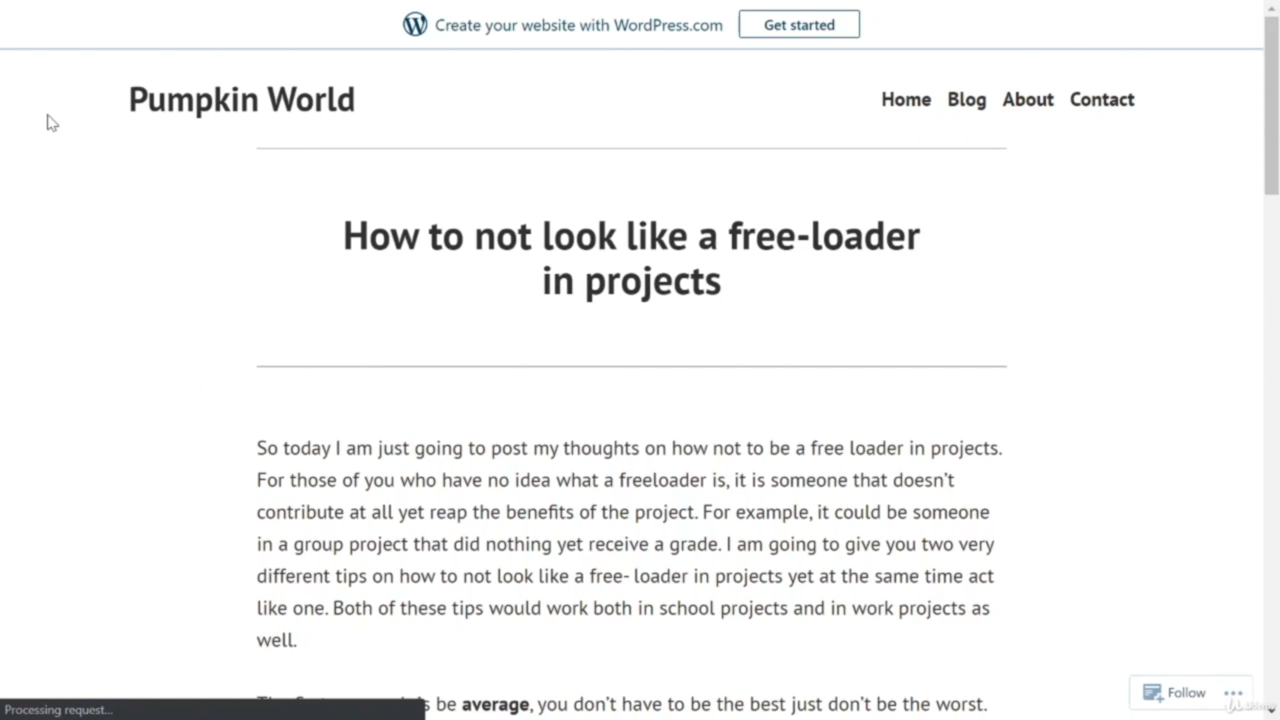 Create your website with WordPress.com Get started
Pumpkin World
Home Blog About Contact
How to not look like a free-loader
in projects
So today I am just going to post my thoughts on how not to be a free loader in projects.
For those of you who have no idea what a freeloader is, it is someone that doesn't
contribute at all yet reap the benefits of the project. For example, it could be someone
in a group project that did nothing yet receive a grade. I am going to give you two very
different tips on how to not look like a free- loader in projects yet at the same time act
like one. Both of these tips would work both in school projects and in work projects as
well.
be average, you don't have to be the best just don't be the worst.
Follow
Processing request...